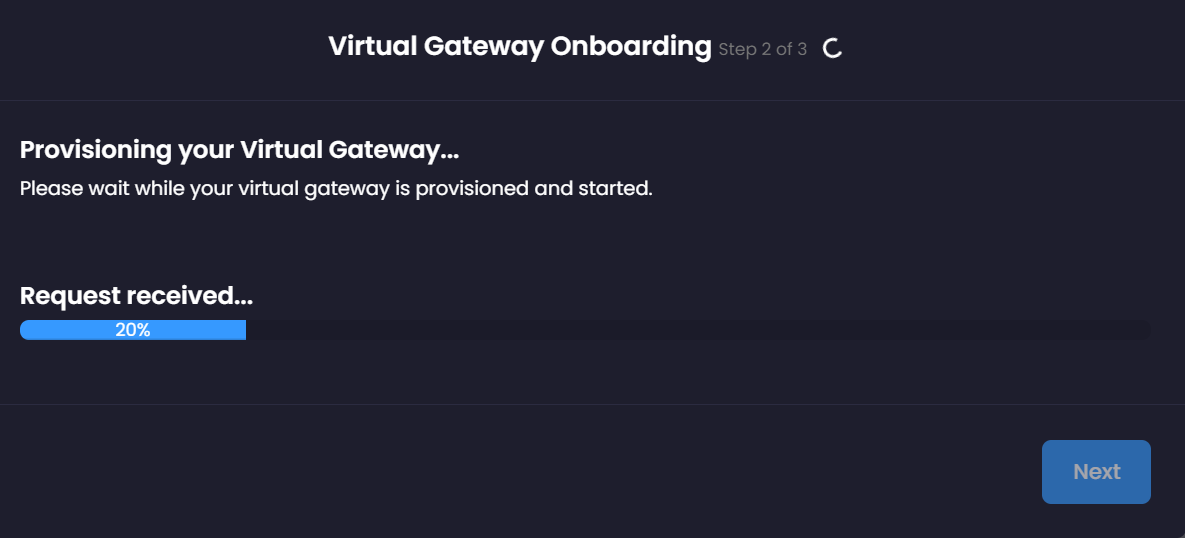 Virtual Gateway Onboarding Step 2 of 3
Provisioning your Virtual Gateway...
Please wait while your virtual gateway is provisioned and started.
Request received...
20%
Next